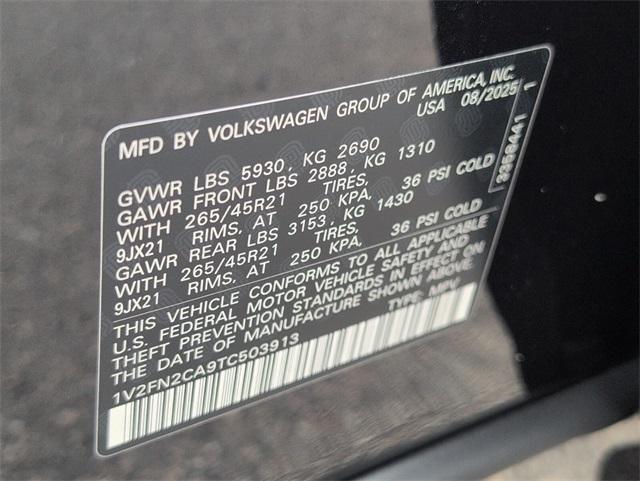 MFD BY VOLKSWAGEN GROUP OF AMERICA, INC.
USA 08/2025 1
GVWR LBS 5930, KG 2690
GAWR FRONT LBS 2888, KG 1310
WITH 265/45R21 TIRES,
9JX21 RIMS, AT 250 KPA, 36 PSI COLD
GAWR REAR LBS 3153, KG 1430
WITH 265/45R21 TIRES,
9JX21 RIMS, AT 250 KPA, 36 PSI COLD
THIS VEHICLE CONFORMS TO ALL APPLICABLE
U.S. FEDERAL MOTOR VEHICLE SAFETY AND
THEFT PREVENTION STANDARDS IN EFFECT ON
THE DATE OF MANUFACTURE SHOWN ABOVE.
TYPE: MPV
1V2FN2CA9TC503913